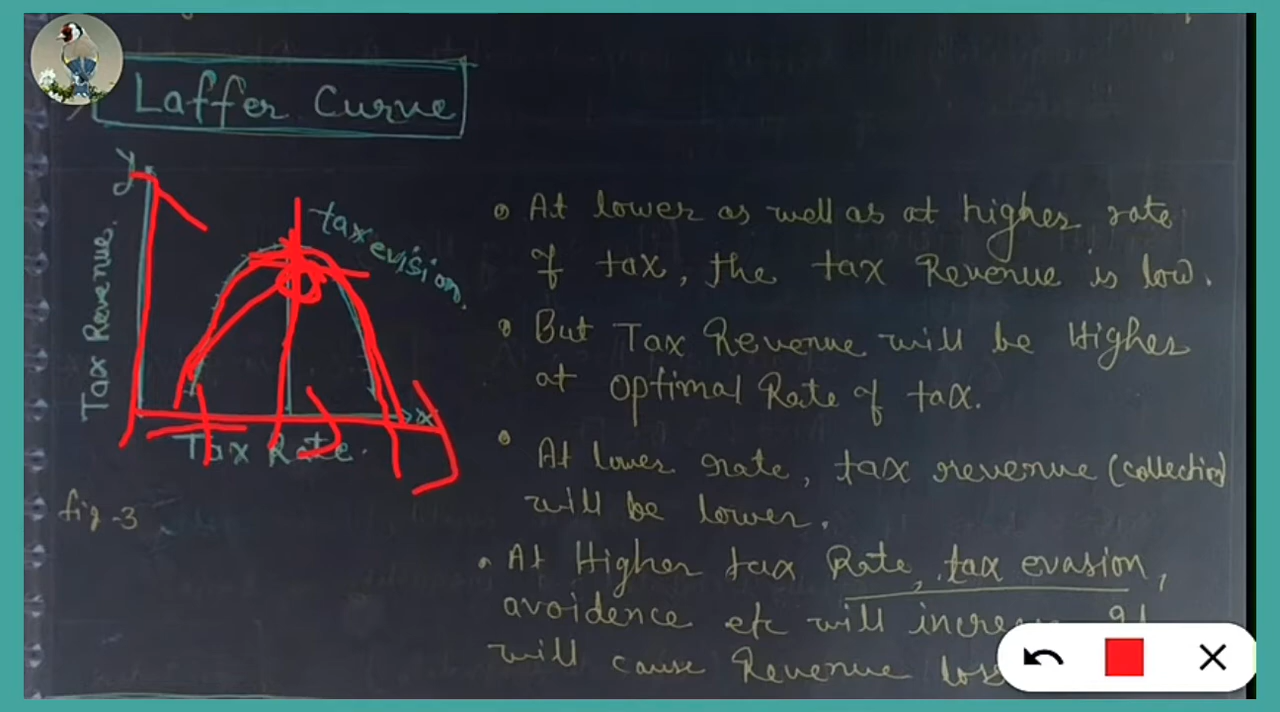 Laffer Curve
y
Tax Revenue.
tax evision.
x
Tax Rate.
fig-3
At lower as well as at higher rate
of tax, the tax Revenue is low.
But Tax Revenue will be Higher
at optimal Rate of tax.
At lower rate, tax revenue (collection)
will be lower.
At Higher tax Rate, tax evasion,
avoidence etc will increase
will cause Revenue loss